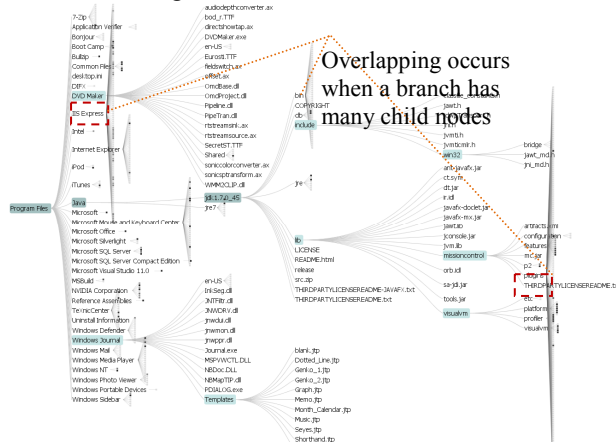 Overlapping occurs
when a branch has
many child nodes
Program Files
7-Zip
Application Verifier
Bonjour
Boot Camp
Bullzip
Common Files
desktop.ini
DIFX
DVD Maker
IIS Express
Intel
Internet Explorer
iPod
iTunes
Java
Microsoft
Microsoft Mouse and Keyboard Center
Microsoft Office
Microsoft Silverlight
Microsoft SQL Server
Microsoft SQL Server Compact Edition
Microsoft Visual Studio 11.0
MSBuild
NVIDIA Corporation
Reference Assemblies
TexnicCenter
Uninstall Information
Windows Defender
Windows Journal
Windows Mail
Windows Media Player
Windows NT
Windows Photo Viewer
Windows Portable Devices
Windows Sidebar
audiodepthconverter.ax
bod_r.TTF
directshowtap.ax
DVDMaker.exe
en-US
Eurosti.TTF
fieldswitch.ax
offset.ax
OmdBase.dll
OmdProject.dll
Pipeline.dll
PipeTran.dll
rtstreamsink.ax
rtstreamsource.ax
SecretST.TTF
Shared
soniccolorconverter.ax
sonicsptransform.ax
WMM2CLIP.dll
jdk1.7.0_45
jre7
en-US
InkSeg.dll
JNTFiltr.dll
JNWDRV.dll
jnwdui.dll
jnwmon.dll
jnwppr.dll
Journal.exe
MSPVWCTL.DLL
NBDoc.DLL
NBMapTIP.dll
PDIALOG.exe
Templates
bin
COPYRIGHT
db
include
jre
lib
LICENSE
README.html
release
src.zip
THIRDPARTYLICENSEREADME-JAVAFX.txt
THIRDPARTYLICENSEREADME.txt
blank.jtp
Dotted_Line.jtp
Genko_1.jtp
Genko_2.jtp
Graph.jtp
Memo.jtp
Month_Calendar.jtp
Music.jtp
Seyes.jtp
Shorthand.jtp
jawt.h
jvmti.h
jvmticmlr.h
win32
ant-javafx.jar
ct.sym
dt.jar
ir.idl
javafx-doclet.jar
javafx-mx.jar
jawt.lib
jconsole.jar
jvm.lib
missioncontrol
orb.idl
sa-jdi.jar
tools.jar
visualvm
bridge
jawt_md.h
jni_md.h
artifacts.xml
configuration
features
mc.jar
p2
plugins
THIRDPARTYLICENSEREADME.t
etc
platform
profiler
visualvm